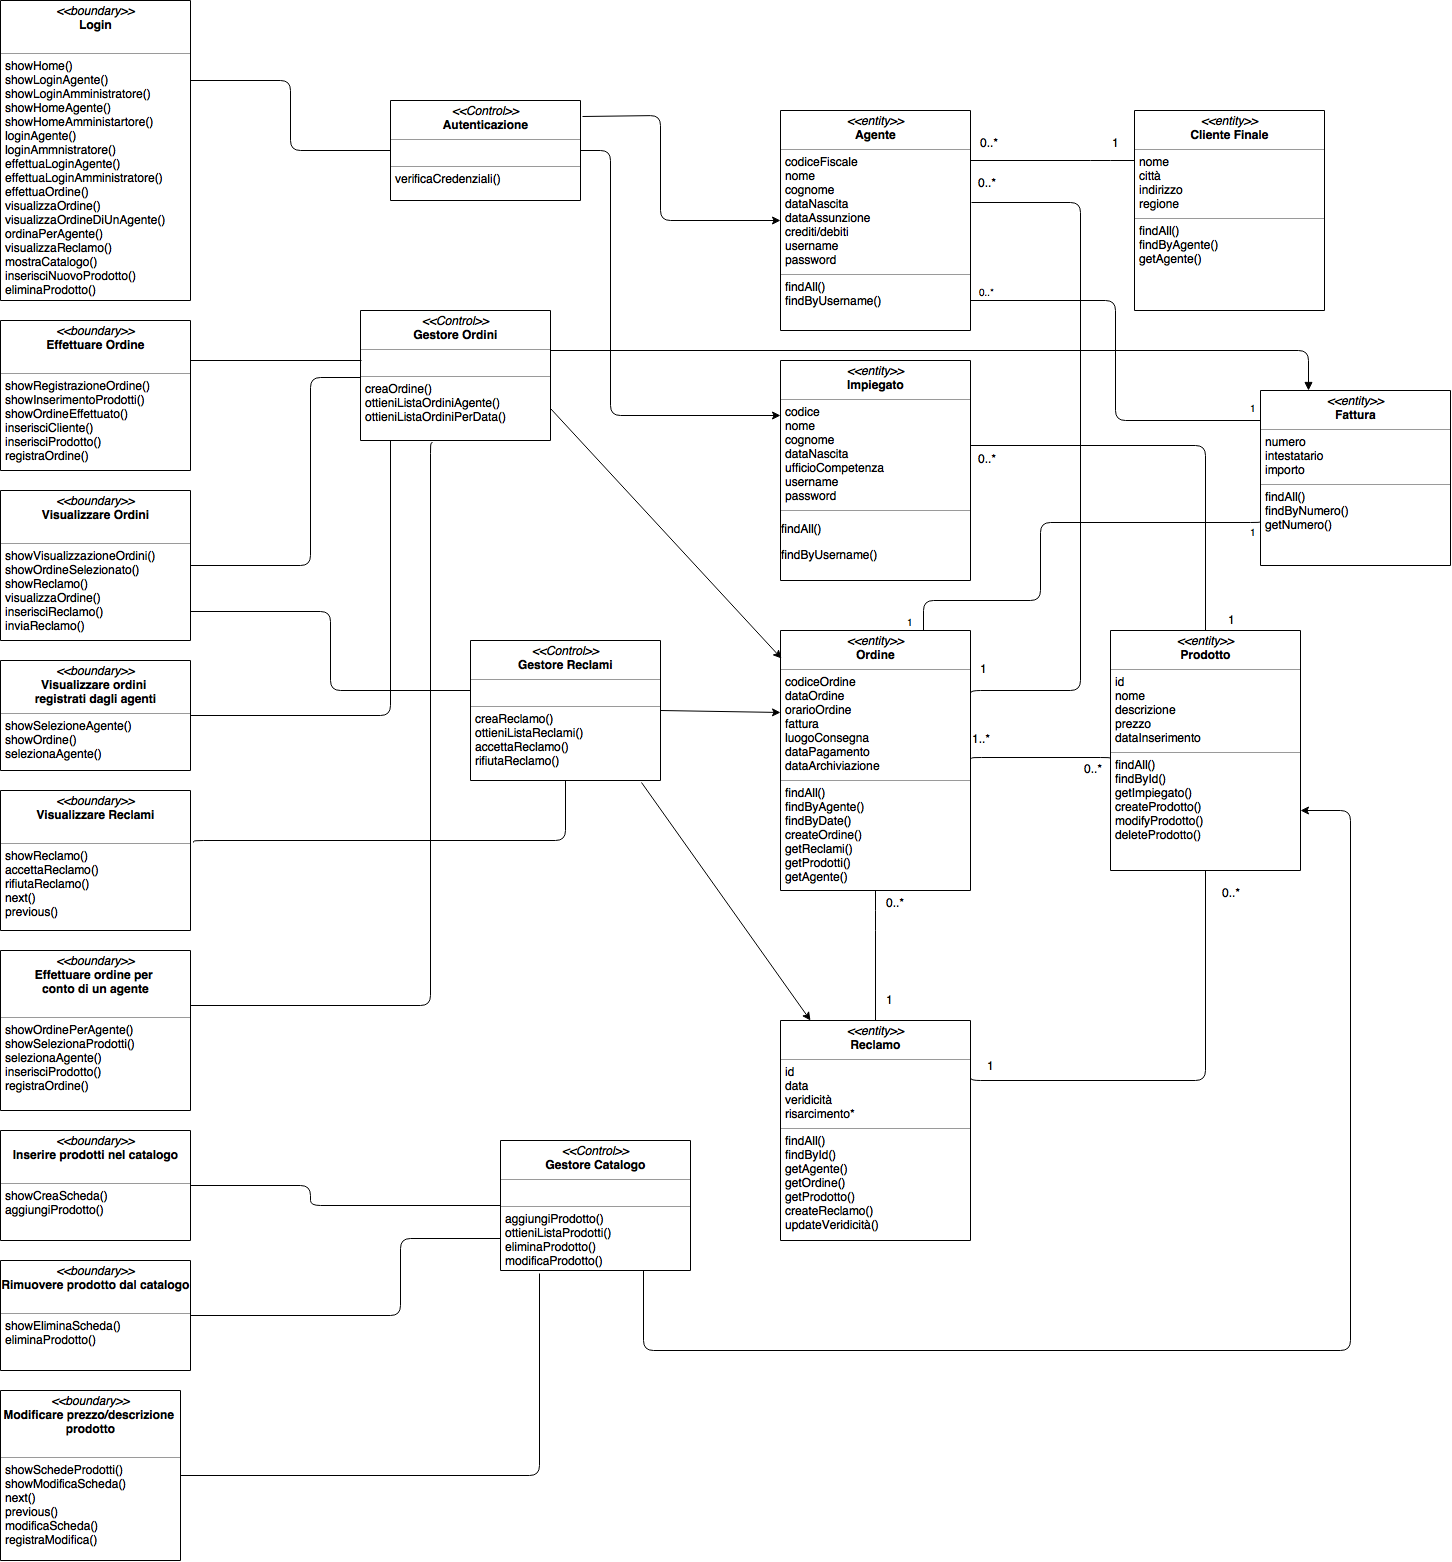 <<boundary>>
Login
showHome()
showLoginAgente()
showLoginAmministratore()
showHomeAgente()
showHomeAmministartore()
loginAgente()
loginAmmnistratore()
effettuaLoginAgente()
effettuaLoginAmministratore()
effettuaOrdine()
visualizzaOrdine()
visualizzaOrdineDiUnAgente()
ordinaPerAgente()
visualizzaReclamo()
mostraCatalogo()
inserisciNuovoProdotto()
eliminaProdotto()
<<boundary>>
Effettuare Ordine
showRegistrazioneOrdine()
showInserimentoProdotti()
showOrdineEffettuato()
inserisciCliente()
inserisciProdotto()
registraOrdine()
<<boundary>>
Visualizzare Ordini
showVisualizzazioneOrdini()
showOrdineSelezionato()
showReclamo()
visualizzaOrdine()
inserisciReclamo()
inviaReclamo()
<<boundary>>
Visualizzare ordini
registrati dagli agenti
showSelezioneAgente()
showOrdine()
selezionaAgente()
<<boundary>>
Visualizzare Reclami
showReclamo()
accettaReclamo()
rifiutaReclamo()
next()
previous()
<<boundary>>
Effettuare ordine per
conto di un agente
showOrdinePerAgente()
showSelezionaProdotti()
selezionaAgente()
inserisciProdotto()
registraOrdine()
<<boundary>>
Inserire prodotti nel catalogo
showCreaScheda()
aggiungiProdotto()
<<boundary>>
Rimuovere prodotto dal catalogo
showEliminaScheda()
eliminaProdotto()
<<boundary>>
Modificare prezzo/descrizione
prodotto
showSchedeProdotti()
showModificaScheda()
next()
previous()
modificaScheda()
registraModifica()
<<Control>>
Autenticazione
verificaCredenziali()
<<Control>>
Gestore Ordini
creaOrdine()
ottieniListaOrdiniAgente()
ottieniListaOrdiniPerData()
<<Control>>
Gestore Reclami
creaReclamo()
ottieniListaReclami()
accettaReclamo()
rifiutaReclamo()
<<Control>>
Gestore Catalogo
aggiungiProdotto()
ottieniListaProdotti()
eliminaProdotto()
modificaProdotto()
<<entity>>
Agente
codiceFiscale
nome
cognome
dataNascita
dataAssunzione
crediti/debiti
username
password
findAll()
findByUsername()
0..*
1
0..*
0..*
<<entity>>
Cliente Finale
nome
città
indirizzo
regione
findAll()
findByAgente()
getAgente()
<<entity>>
Impiegato
codice
nome
cognome
dataNascita
ufficioCompetenza
username
password
findAll()
findByUsername()
0..*
1
<<entity>>
Fattura
numero
intestatario
importo
findAll()
findByNumero()
getNumero()
1
1
1
<<entity>>
Ordine
codiceOrdine
dataOrdine
orarioOrdine
fattura
luogoConsegna
dataPagamento
dataArchiviazione
findAll()
findByAgente()
findByDate()
createOrdine()
getReclami()
getProdotti()
getAgente()
1
1..*
0..*
<<entity>>
Prodotto
id
nome
descrizione
prezzo
dataInserimento
findAll()
findById()
getImpiegato()
createProdotto()
modifyProdotto()
deleteProdotto()
0..*
0..*
1
<<entity>>
Reclamo
id
data
veridicità
risarcimento*
findAll()
findById()
getAgente()
getOrdine()
getProdotto()
createReclamo()
updateVeridicità()
1